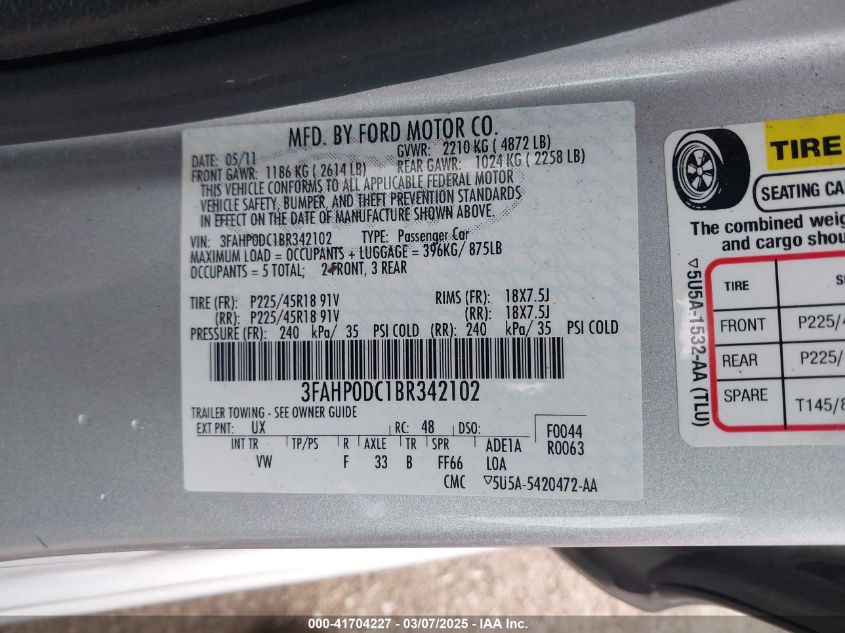 MFD. BY FORD MOTOR CO.
DATE: 05/11 GVWR: 2210 KG ( 4872 LB)
FRONT GAWR: 1186 KG ( 2614 LB) REAR GAWR: 1024 KG ( 2258 LB)
THIS VEHICLE CONFORMS TO ALL APPLICABLE FEDERAL MOTOR
VEHICLE SAFETY, BUMPER, AND THEFT PREVENTION STANDARDS
IN EFFECT ON THE DATE OF MANUFACTURE SHOWN ABOVE.
VIN: 3FAHP0DC1BR342102 TYPE: Passenger Car
MAXIMUM LOAD = OCCUPANTS + LUGGAGE = 396KG/ 875LB
OCCUPANTS = 5 TOTAL; 2 FRONT, 3 REAR
TIRE (FR): P225/45R18 91V RIMS (FR): 18X7.5J
(RR): P225/45R18 91V (RR): 18X7.5J
PRESSURE (FR): 240 kPa/ 35 PSI COLD (RR): 240 kPa/ 35 PSI COLD
3FAHP0DC1BR342102
TRAILER TOWING - SEE OWNER GUIDE
EXT PNT: UX RC: 48 DSO: F0044
INT TR TP/PS R AXLE TR SPR ADE1A R0063
VW F 33 B FF66 LOA
CMC ▽5U5A-5420472-AA
TIRE
SEATING
The combined
and cargo
▽5U5A-1532-AA (TLU)
TIRE
FRONT P225/
REAR P225/
SPARE T145/
000-41704227 - 03/07/2025 - IAA Inc.